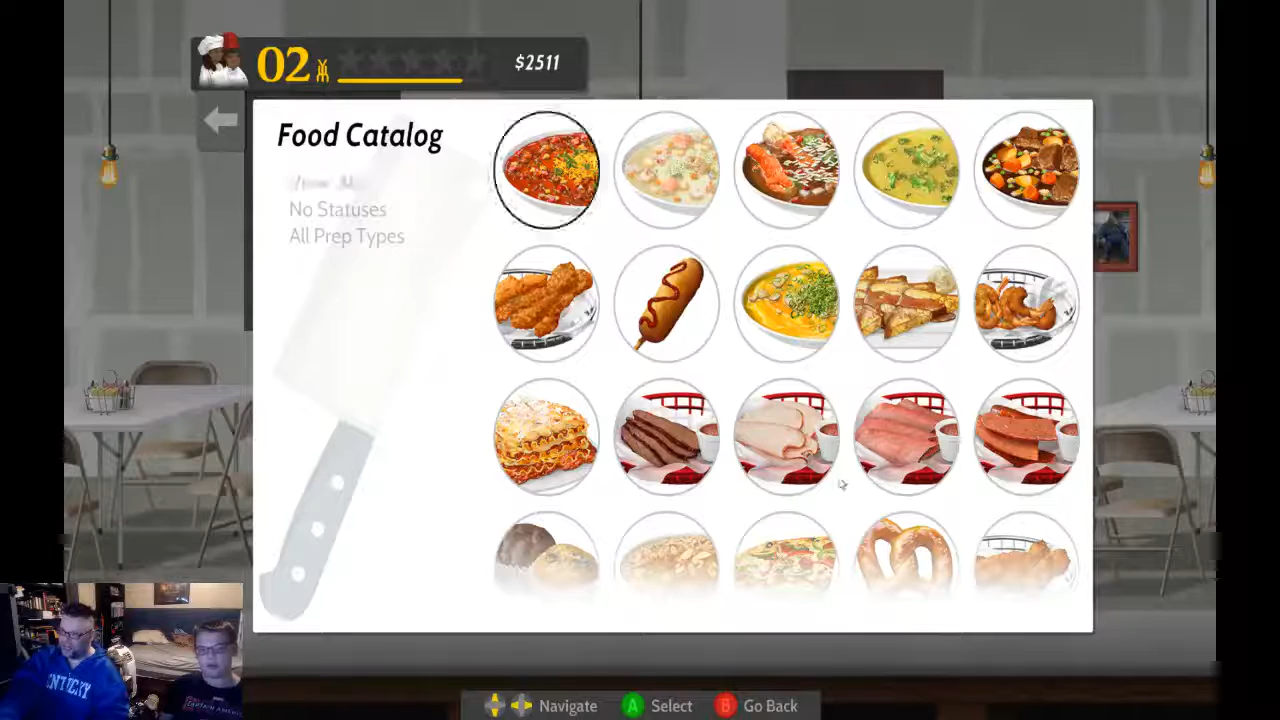 02
$2511
Food Catalog
No Statuses
All Prep Types
Navigate
A Select
B Go Back